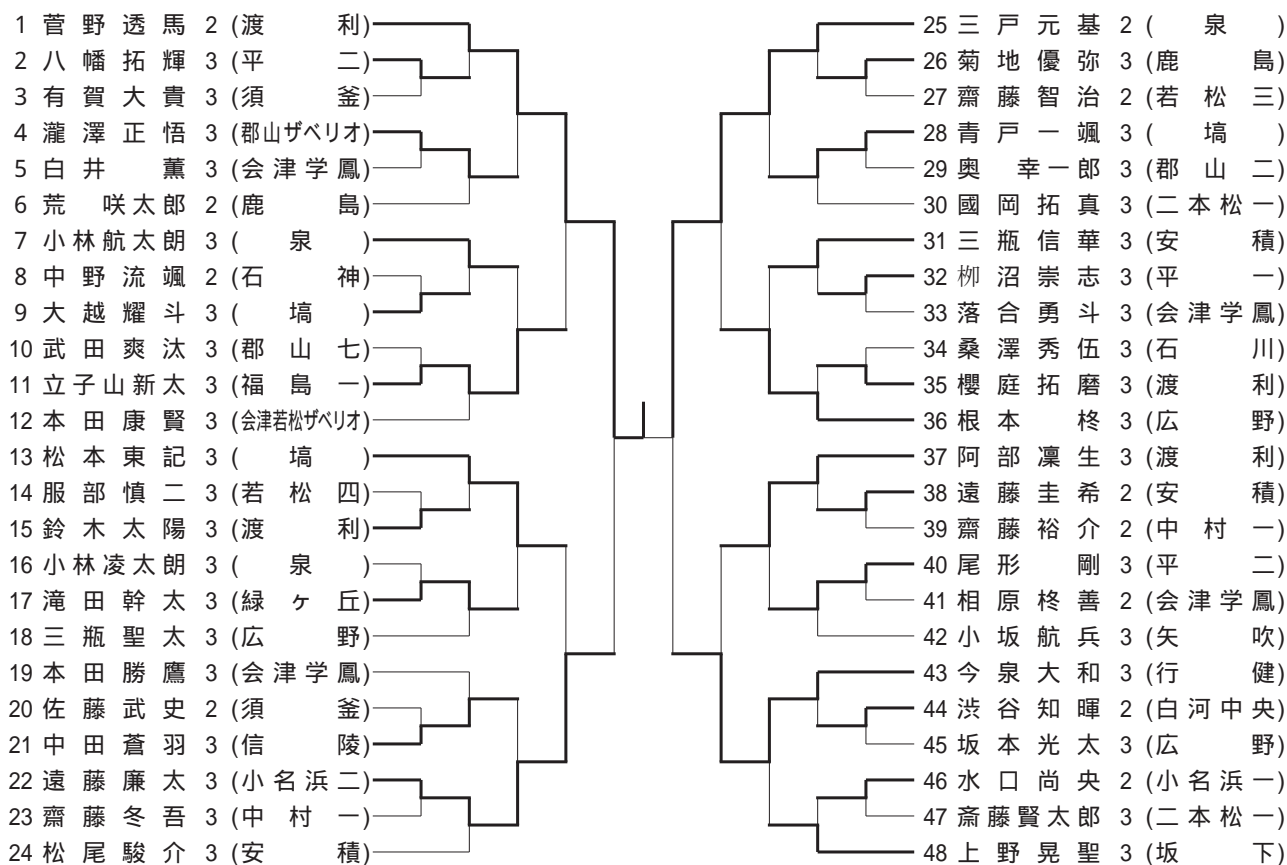 1 菅野透馬 2 (渡利)
2 八幡拓輝 3 (平二)
3 有賀大貴 3 (須釜)
4 瀧澤正悟 3 (郡山ザベリオ)
5 白井薫 3 (会津学鳳)
6 荒咲太郎 2 (鹿島)
7 小林航太朗 3 (泉)
8 中野流颯 2 (石神)
9 大越耀斗 3 (塙)
10 武田爽汰 3 (郡山七)
11 立子山新太 3 (福島一)
12 本田康賢 3 (会津若松ザベリオ)
13 松本東記 3 (塙)
14 服部慎二 3 (若松四)
15 鈴木太陽 3 (渡利)
16 小林凌太朗 3 (泉)
17 滝田幹太 3 (緑ヶ丘)
18 三瓶聖太 3 (広野)
19 本田勝鷹 3 (会津学鳳)
20 佐藤武史 2 (須釜)
21 中田蒼羽 3 (信陵)
22 遠藤廉太 3 (小名浜二)
23 齋藤冬吾 3 (中村一)
24 松尾駿介 3 (安積)
25 三戸元基 2 (泉)
26 菊地優弥 3 (鹿島)
27 齋藤智治 2 (若松三)
28 青戸一颯 3 (塙)
29 奥幸一郎 3 (郡山二)
30 國岡拓真 3 (二本松一)
31 三瓶信華 3 (安積)
32 栁沼崇志 3 (平一)
33 落合勇斗 3 (会津学鳳)
34 桑澤秀伍 3 (石川)
35 櫻庭拓磨 3 (渡利)
36 根本柊 3 (広野)
37 阿部凜生 3 (渡利)
38 遠藤圭希 2 (安積)
39 齋藤裕介 2 (中村一)
40 尾形剛 3 (平二)
41 相原柊善 2 (会津学鳳)
42 小坂航兵 3 (矢吹)
43 今泉大和 3 (行健)
44 渋谷知暉 2 (白河中央)
45 坂本光太 3 (広野)
46 水口尚央 2 (小名浜一)
47 斎藤賢太郎 3 (二本松一)
48 上野晃聖 3 (坂下)